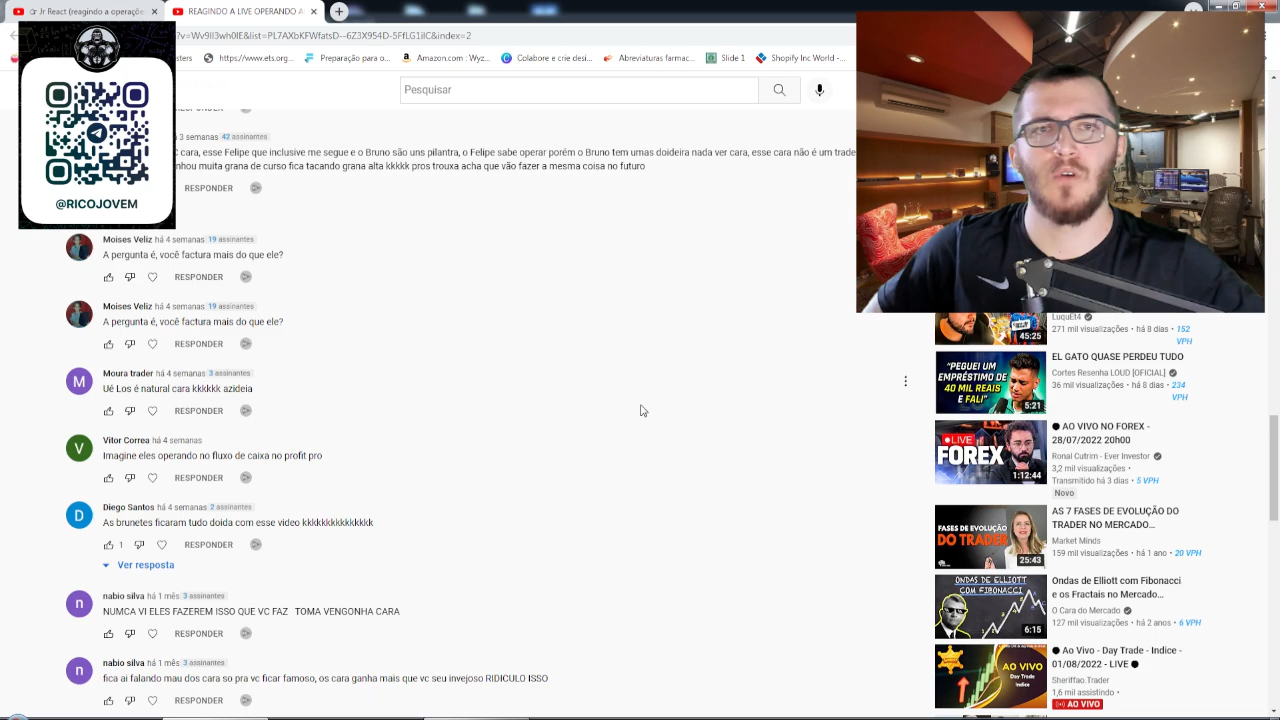 Jr React (reagindo a operaçõe
REAGINDO A LIVE OPERANDO A
?v=Wv9lI3wh0lE&list=PL7AXbKFWfatsD--6Z3X954D-5FfLG1iIC&index=2
https://www.ets.org...
Preparação para o...
Amazon.com : Wyz...
Colabore e crie desi...
Abreviaturas farmac...
Slide 1
Shopify Inc World -...
Pesquisar
@RICOJOVEM
3 semanas 42 assinantes
cara, esse Felipe que inclusive me segue e o Bruno são uns pilantra, o Felipe sabe operar porém o Bruno tem umas doideira nada ver cara, esse cara não é um trade
muita grana de curso fica tacando grana alta kkkkk pros trouxa acha que vão fazer a mesma coisa no futuro
RESPONDER
Moises Veliz há 4 semanas 19 assinantes
A pergunta é, você factura mais do que ele?
RESPONDER
Moises Veliz há 4 semanas 19 assinantes
A pergunta é, você factura mais do que ele?
RESPONDER
Moura trader há 4 semanas 3 assinantes
Ué Los é natural cara kkkkkk azideia
RESPONDER
Vitor Correa há 4 semanas
Imagine eles operando no fluxo de caixa no profit pro
RESPONDER
Diego Santos há 4 semanas 2 assinantes
As brunetes ficaram tudo doida com esse video kkkkkkkkkkkkkkk
1 RESPONDER
Ver resposta
nabio silva há 1 mês 3 assinantes
NUMCA VI ELES FAZEREM ISSO QUE VC FAZ TOMA VENGONHA CARA
RESPONDER
nabio silva há 1 mês 3 assinantes
fica ai falando mau dos cara so pra vc fica famoso, os cara ganha mais que vc seu invejoso RIDICULO ISSO
RESPONDER
45:25
LuquEt4
271 mil visualizações • há 8 dias • 152
VPH
"PEGUEI UM
EMPRÉSTIMO DE
40 MIL REAIS
E FALI"
5:21
EL GATO QUASE PERDEU TUDO
Cortes Resenha LOUD [OFICIAL]
36 mil visualizações • há 8 dias • 234
VPH
LIVE
FOREX
1:12:44
AO VIVO NO FOREX -
28/07/2022 20h00
Ronal Cutrim - Ever Investor
3,2 mil visualizações •
Transmitido há 3 dias • 5 VPH
Novo
FASES DE EVOLUÇÃO
DO TRADER
25:43
AS 7 FASES DE EVOLUÇÃO DO
TRADER NO MERCADO...
Market Minds
159 mil visualizações • há 1 ano • 20 VPH
ONDAS DE ELLIOTT
COM FIBONACCI
6:15
Ondas de Elliott com Fibonacci
e os Fractais no Mercado...
O Cara do Mercado
127 mil visualizações • há 2 anos • 6 VPH
AO VIVO
Day Trade
Indice
Ao Vivo - Day Trade - Indice -
01/08/2022 - LIVE
Sheriffao Trader
1,6 mil assistindo •
AO VIVO